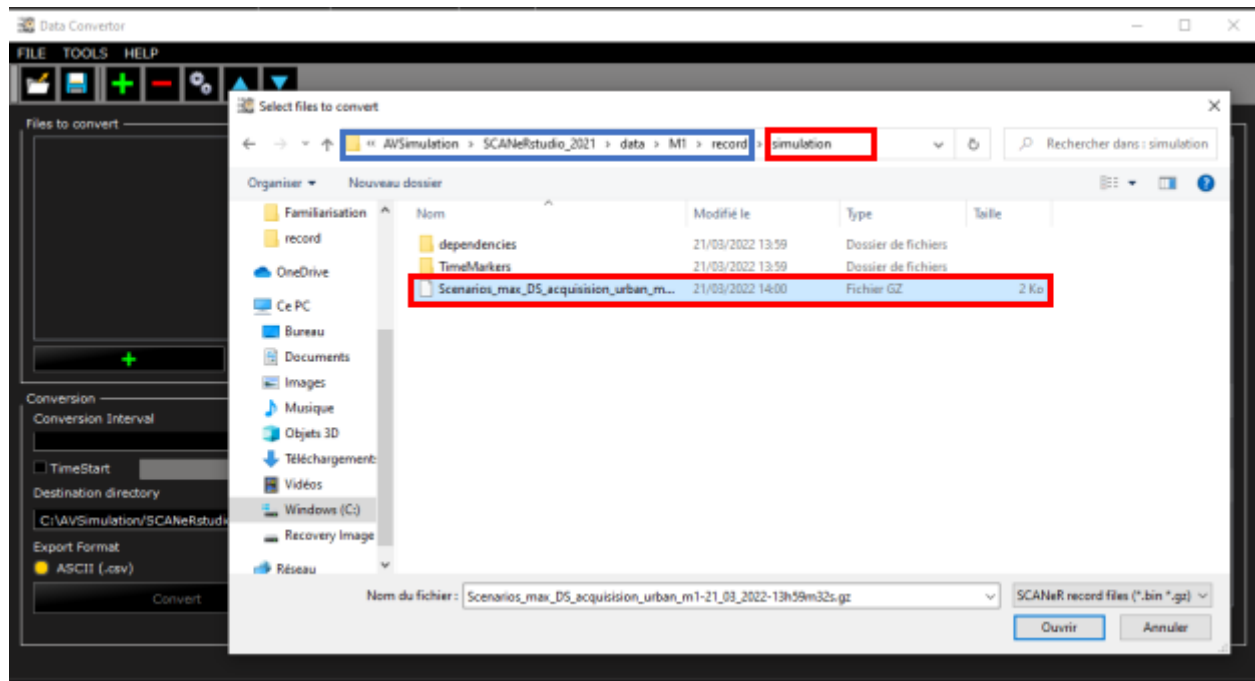 Data Convertor
FILE TOOLS HELP
Select files to convert
Files to convert
« AVSimulation › SCANeRstudio_2021 › data › M1 › record › simulation
Rechercher dans : simulation
Organiser Nouveau dossier
Nom Modifié le Type Taille
Familiarisation
record
OneDrive
Ce PC
Bureau
Documents
Images
Musique
Objets 3D
Téléchargements
Vidéos
Windows (C:)
Recovery Image
Réseau
dependencies 21/03/2022 13:59 Dossier de fichiers
TimeMarkers 21/03/2022 13:59 Dossier de fichiers
Scenarios_max_DS_acquisision_urban_m... 21/03/2022 14:00 Fichier GZ 2 Ko
Conversion
Conversion Interval
TimeStart
Destination directory
C:\AVSimulation/SCANeRstudi
Export Format
ASCII (.csv)
Convert
Nom du fichier : Scenarios_max_DS_acquisision_urban_m1-21_03_2022-13h59m32s.gz
SCANeR record files (*.bin *.gz)
Ouvrir Annuler